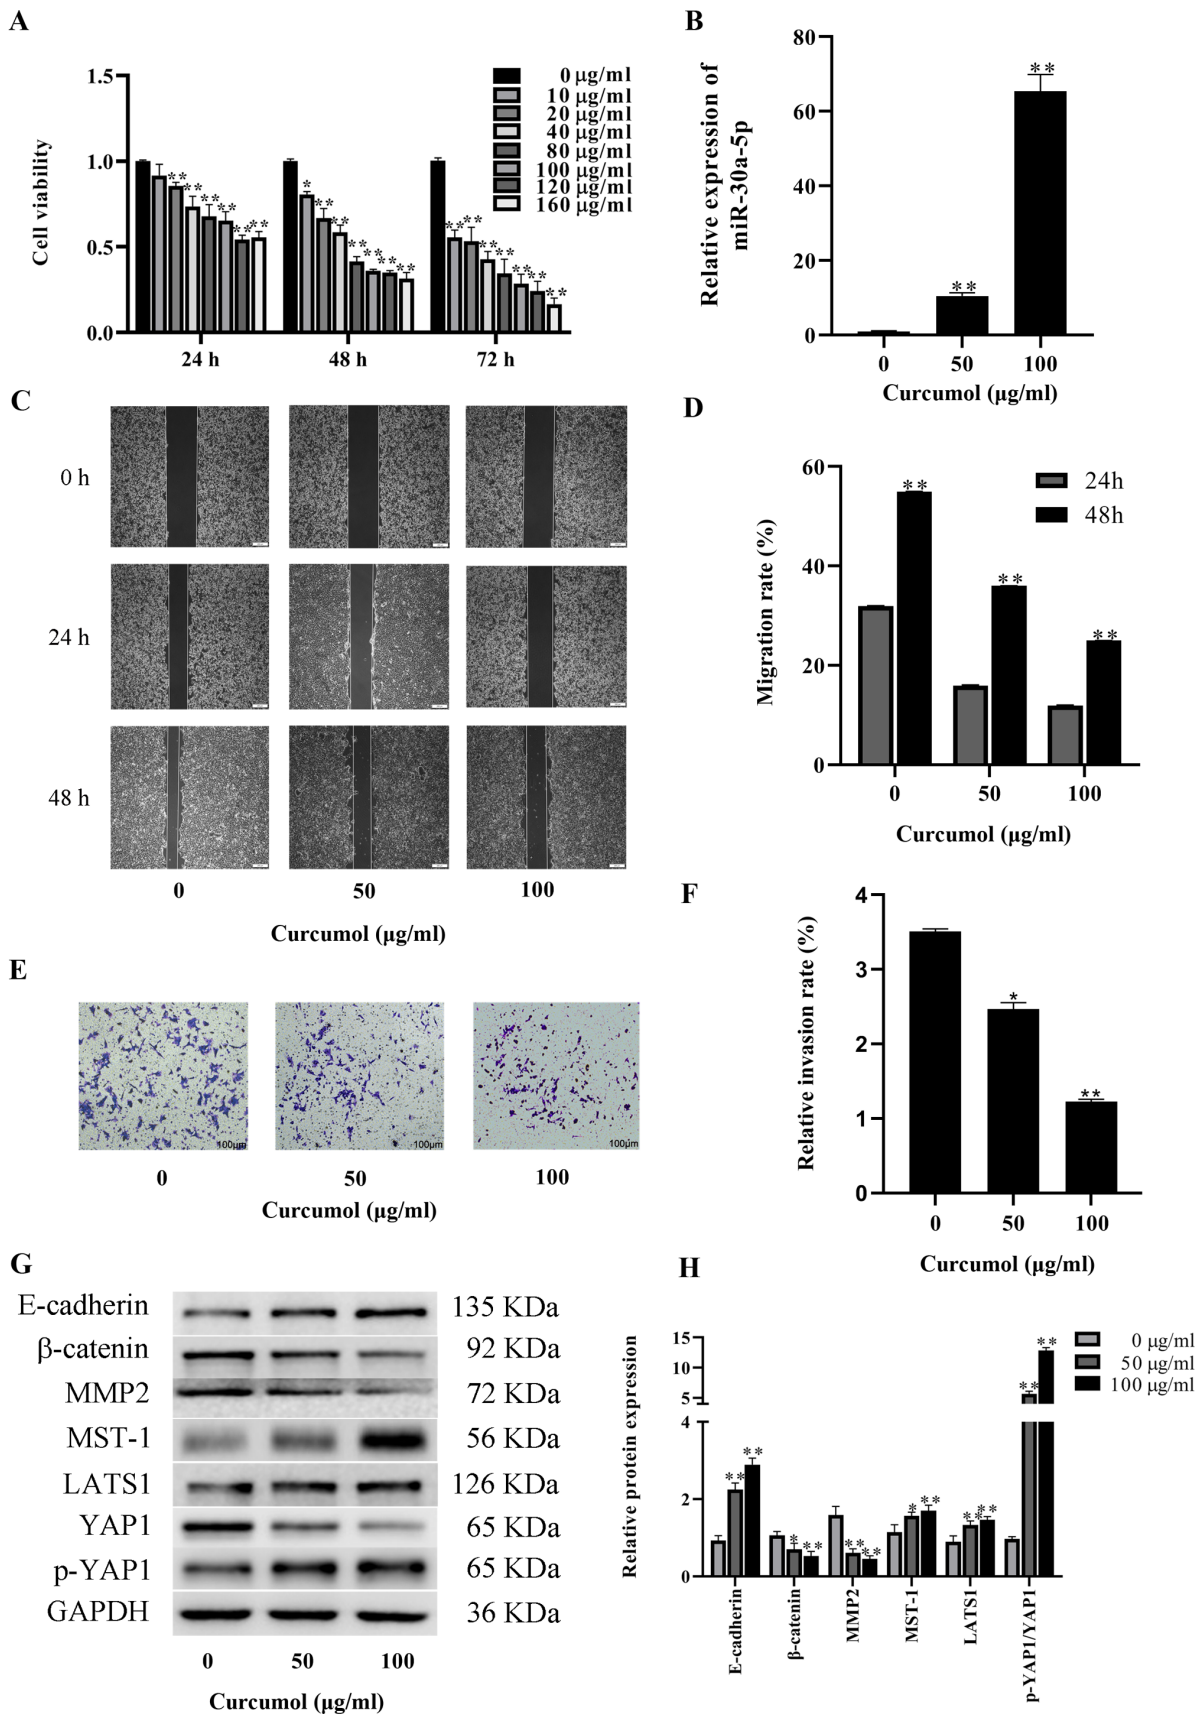 A
Cell viability
1.5
1.0
0.5
0.0
0 μg/ml
10 μg/ml
20 μg/ml
40 μg/ml
80 μg/ml
100 μg/ml
120 μg/ml
160 μg/ml
** ** ** ** ** **
* ** ** ** ** ** **
** ** ** ** ** ** **
24 h 48 h 72 h
B
Relative expression of
miR-30a-5p
80
60
40
20
0
** **
0 50 100
Curcumol (μg/ml)
C
0 h
24 h
48 h
0 50 100
Curcumol (μg/ml)
D
Migration rate (%)
60
40
20
0
24h
48h
** ** **
0 50 100
Curcumol (μg/ml)
E
100μm 100μm 100μm
0 50 100
Curcumol (μg/ml)
F
Relative invasion rate (%)
4
3
2
1
0
* **
0 50 100
Curcumol (μg/ml)
G
E-cadherin 135 KDa
β-catenin 92 KDa
MMP2 72 KDa
MST-1 56 KDa
LATS1 126 KDa
YAP1 65 KDa
p-YAP1 65 KDa
GAPDH 36 KDa
0 50 100
Curcumol (μg/ml)
H
Relative protein expression
15
10
5
4
2
0
0 μg/ml
50 μg/ml
100 μg/ml
** ** * ** ** ** * ** ** ** ** **
E-cadherin
β-catenin
MMP2
MST-1
LATS1
p-YAP1/YAP1